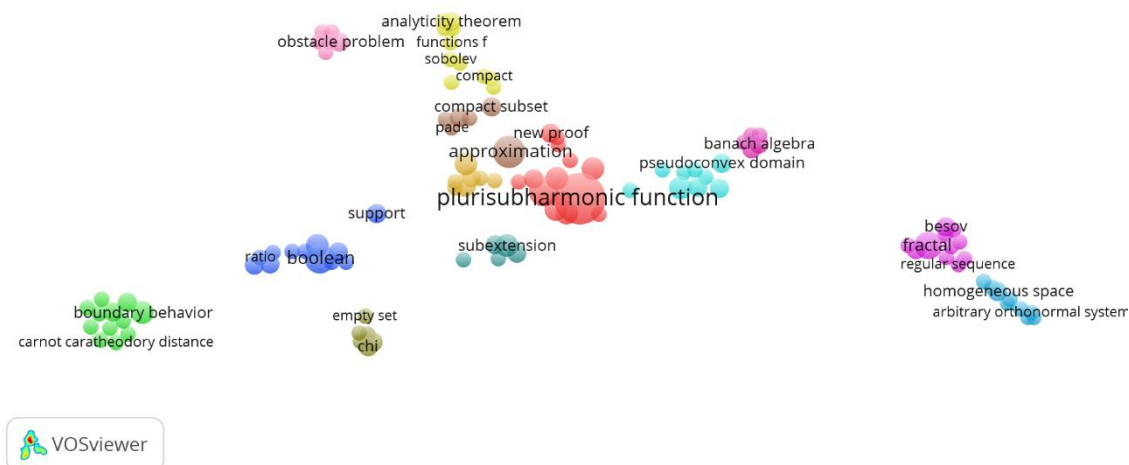 analyticity theorem
obstacle problem
functions f
sobolev
compact
compact subset
pade
new proof
approximation
banach algebra
pseudoconvex domain
plurisubharmonic function
support
besov
subextension
fractal
ratio
boolean
regular sequence
homogeneous space
boundary behavior
arbitrary orthonormal system
empty set
carnot caratheodory distance
chi
VOSviewer